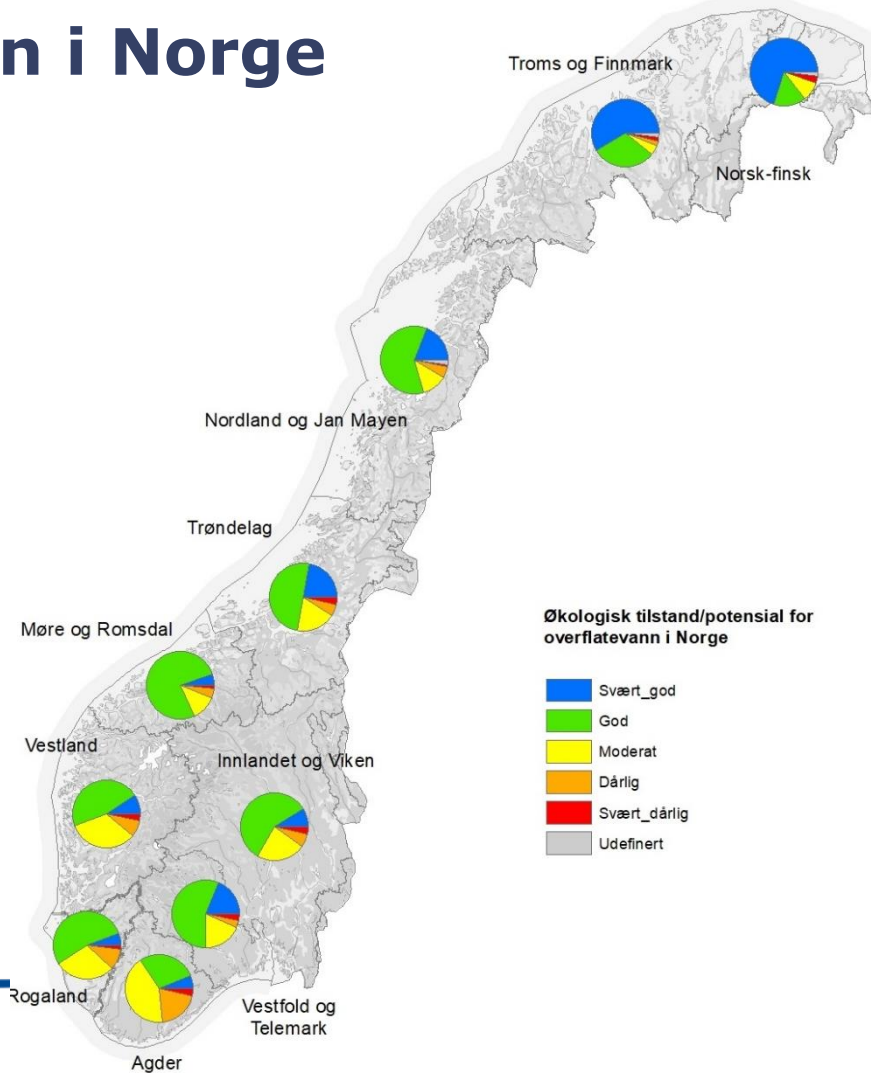 n i Norge
Troms og Finnmark
Norsk-finsk
Nordland og Jan Mayen
Trøndelag
Møre og Romsdal
Vestland
Innlandet og Viken
Rogaland
Vestfold og
Telemark
Agder
Økologisk tilstand/potensial for
overflatevann i Norge
Svært_god
God
Moderat
Dårlig
Svært_dårlig
Udefinert